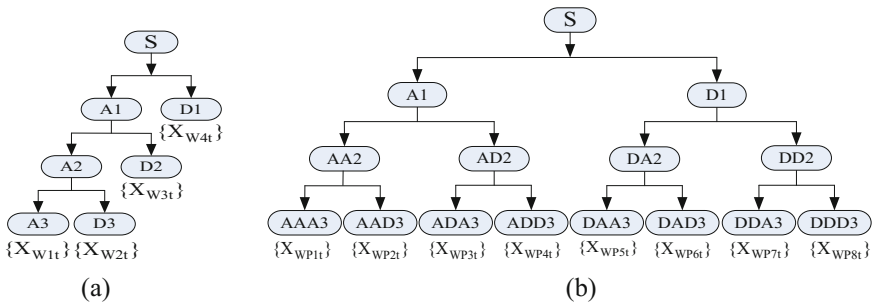 S
A1 D1
{X_W4t}
A2 D2
{X_W3t}
A3 D3
{X_W1t} {X_W2t}
(a)
S
A1 D1
AA2 AD2 DA2 DD2
AAA3 AAD3 ADA3 ADD3 DAA3 DAD3 DDA3 DDD3
{X_WP1t} {X_WP2t} {X_WP3t} {X_WP4t} {X_WP5t} {X_WP6t} {X_WP7t} {X_WP8t}
(b)